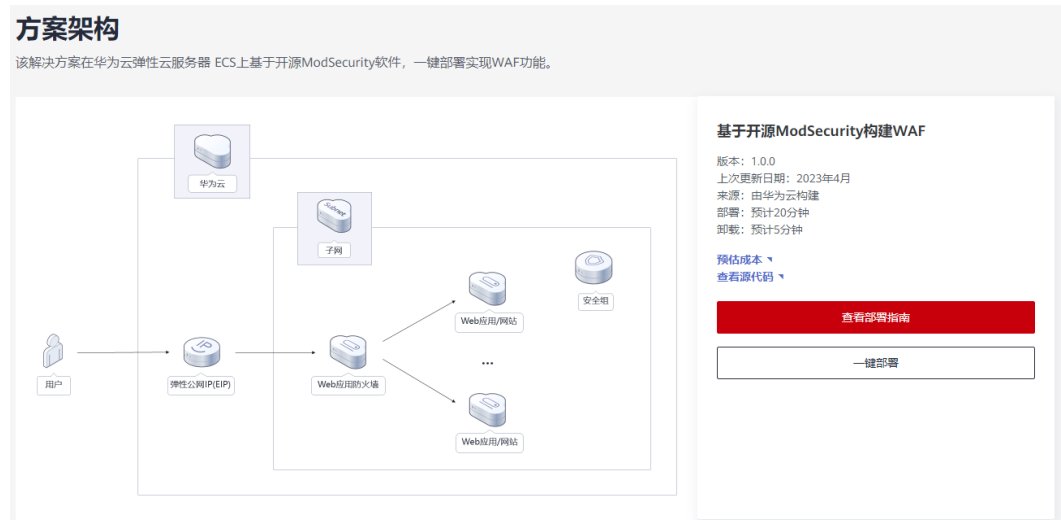 方案架构
该解决方案在华为云弹性云服务器 ECS上基于开源ModSecurity软件，一键部署实现WAF功能。
华为云
Subnet
子网
安全组
Web应用/网站
...
用户
IP
弹性公网IP(EIP)
Web应用防火墙
Web应用/网站
基于开源ModSecurity构建WAF
版本：1.0.0
上次更新日期：2023年4月
来源：由华为云构建
部署：预计20分钟
卸载：预计5分钟
预估成本
查看源代码
查看部署指南
一键部署